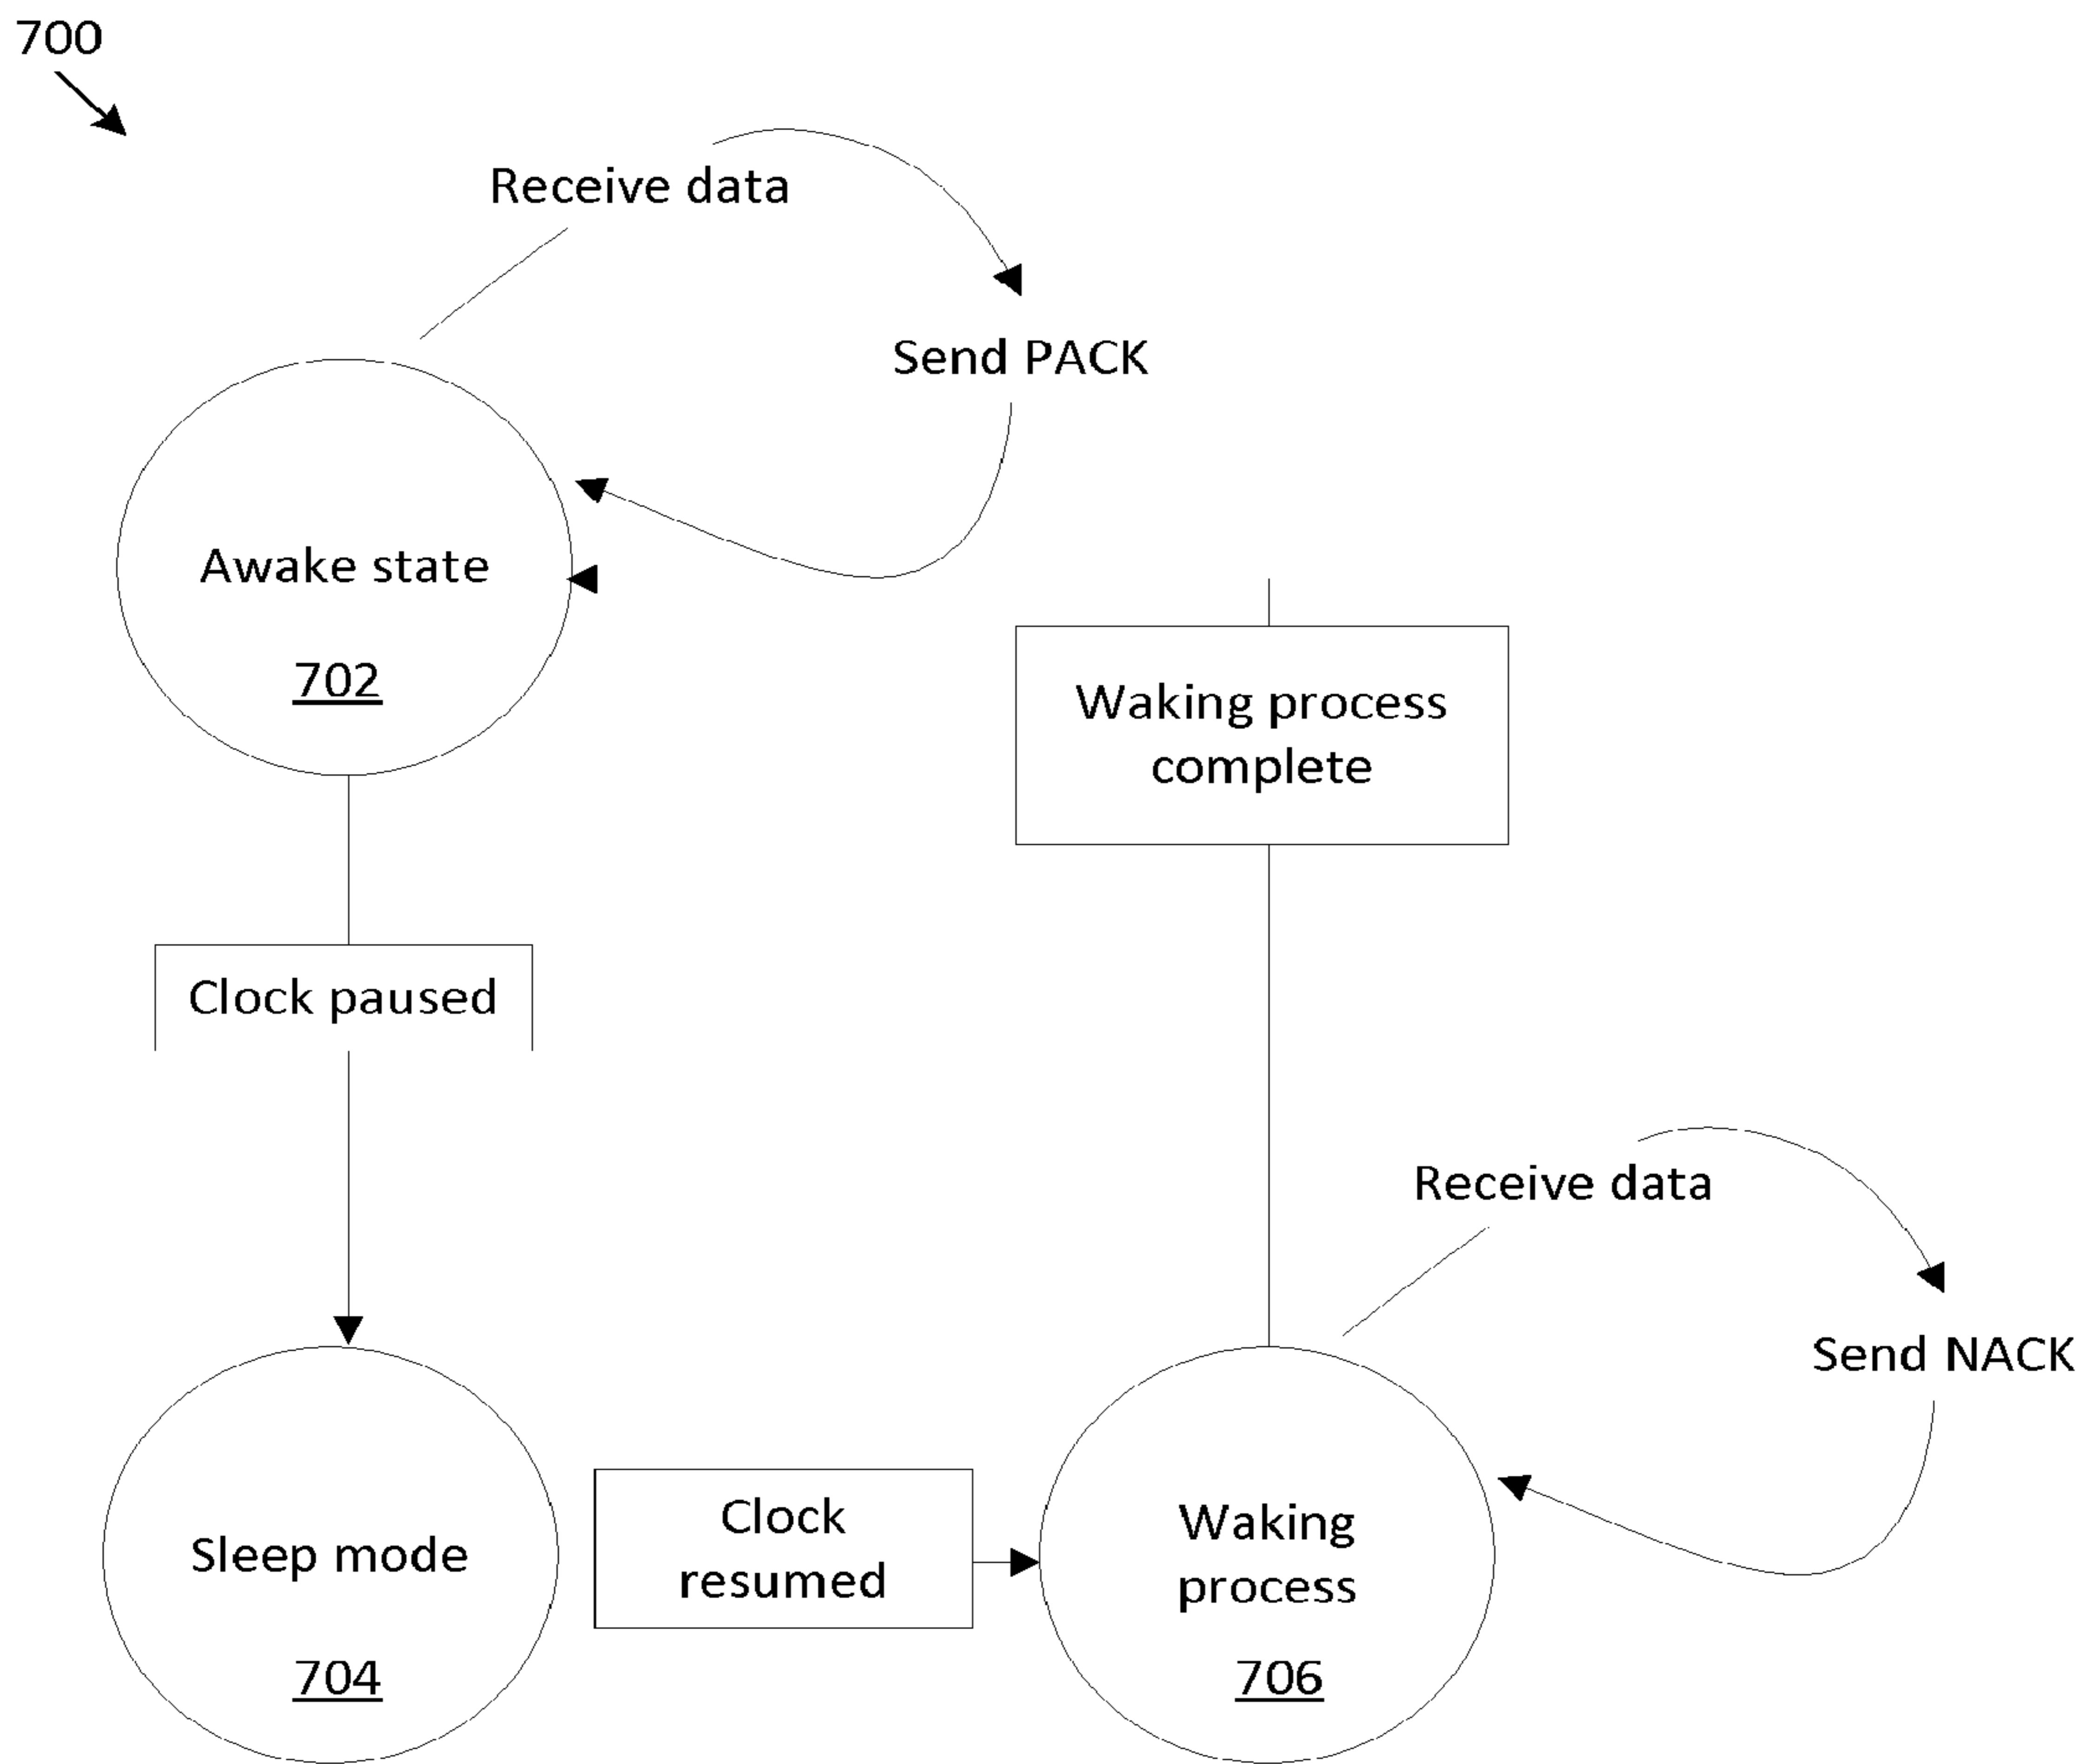 700
Receive data
Send PACK
Awake state
702
Waking process
complete
Clock paused
Receive data
Send NACK
Clock
resumed
Waking
process
Sleep mode
704
706